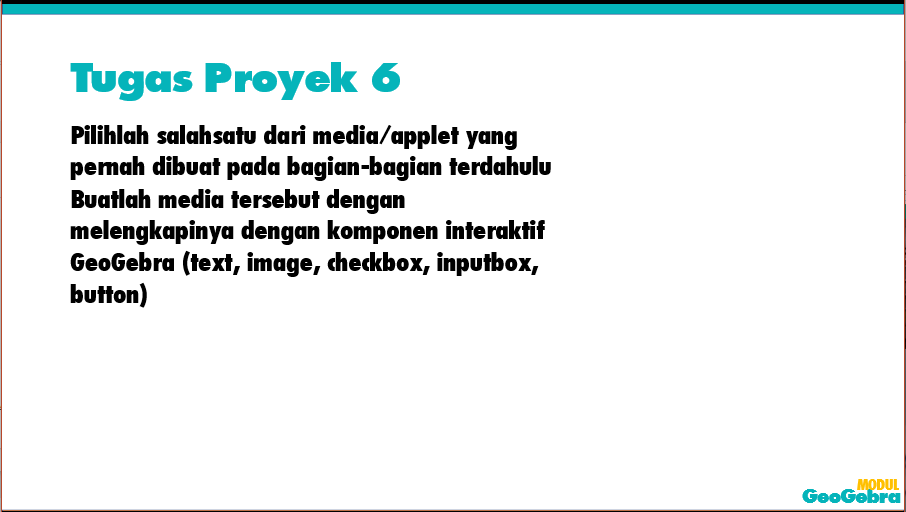 Tugas Proyek 6
Pilihlah salahsatu dari media/applet yang
pernah dibuat pada bagian-bagian terdahulu
Buatlah media tersebut dengan
melengkapinya dengan komponen interaktif
GeoGebra (text, image, checkbox, inputbox,
button)
MODUL
GeoGebra